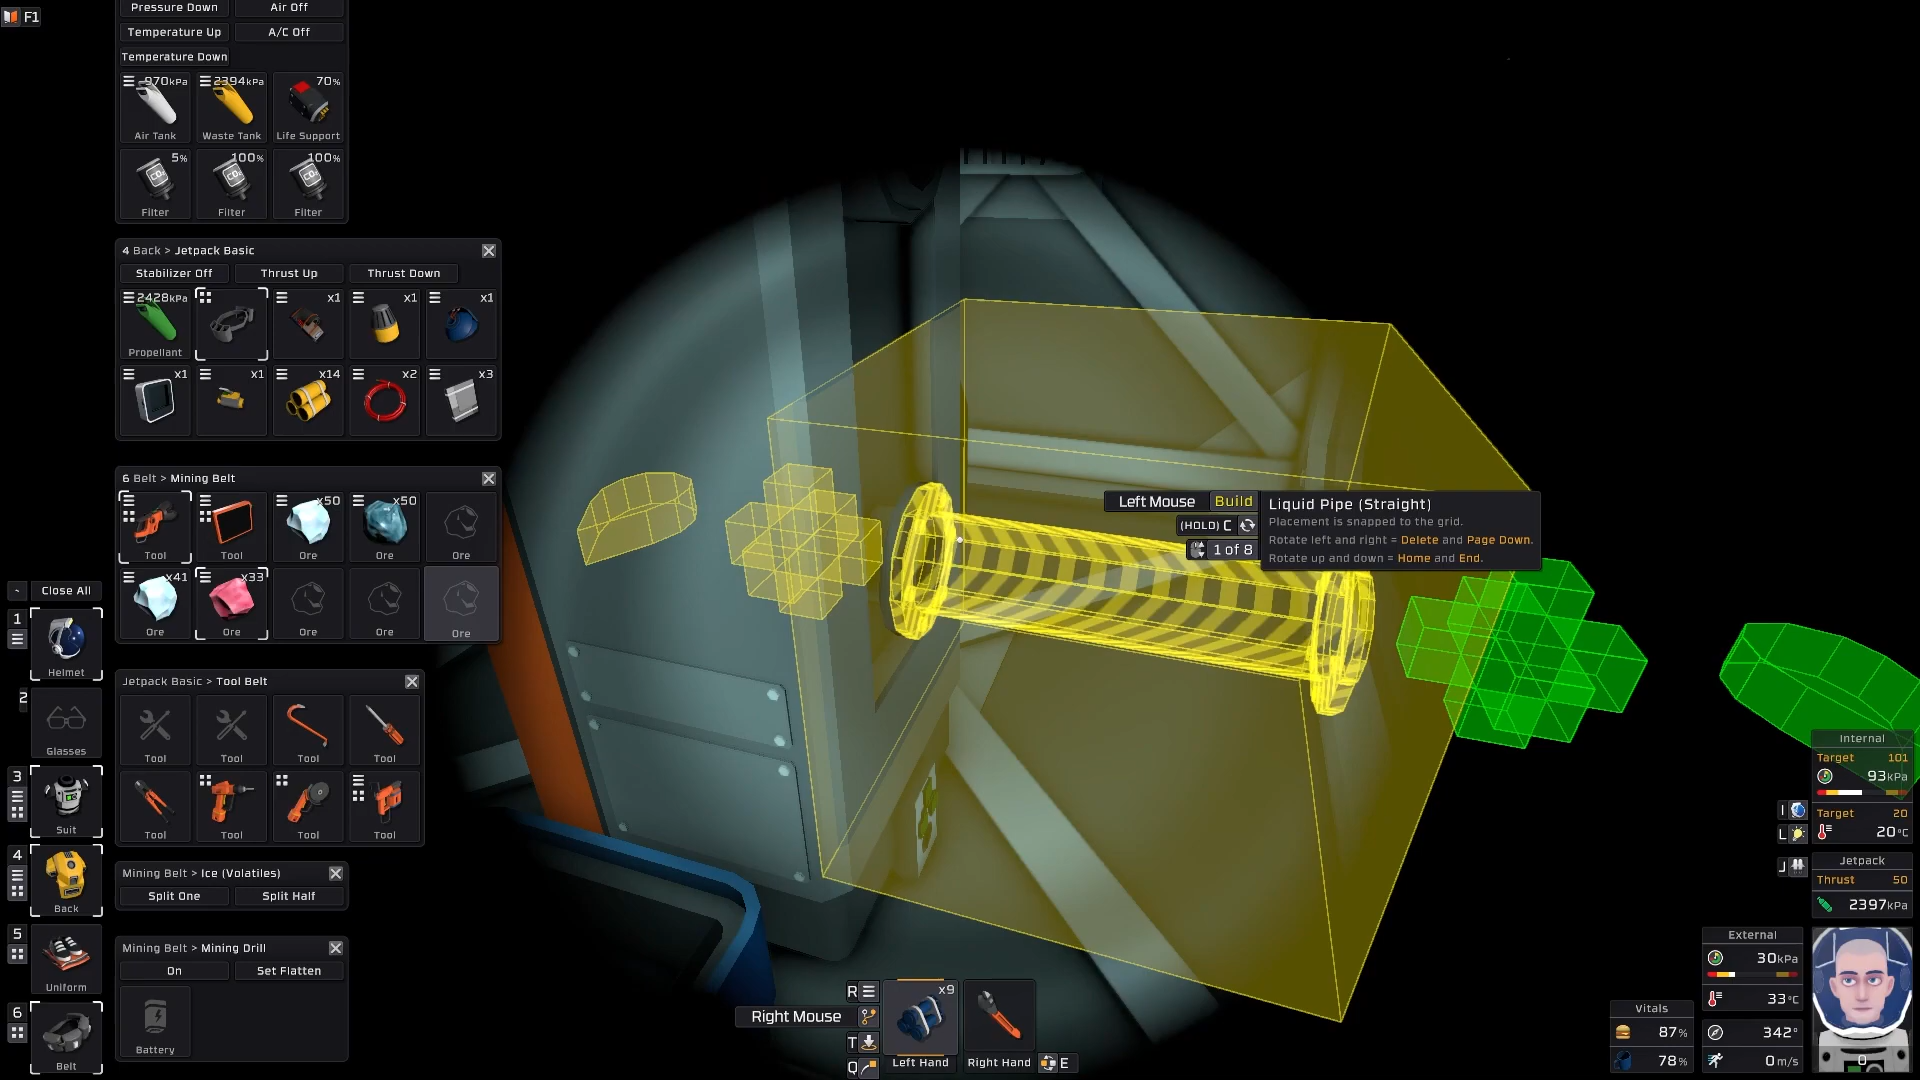 F1
Pressure Down
Air Off
Temperature Up
A/C Off
Temperature Down
970kPa
2394kPa
70%
Air Tank
Waste Tank
Life Support
5%
100%
100%
Filter
Filter
Filter
4 Back > Jetpack Basic
Stabilizer Off
Thrust Up
Thrust Down
2428kPa
x1
x1
x1
Propellant
x1
x1
x14
x2
x3
6 Belt > Mining Belt
x50
x50
Tool
Tool
Ore
Ore
Ore
x41
x33
Ore
Ore
Ore
Ore
Ore
~
Close All
1
Helmet
2
Glasses
3
Suit
4
Back
5
Uniform
6
Belt
Jetpack Basic > Tool Belt
Tool
Tool
Tool
Tool
Tool
Tool
Tool
Tool
Mining Belt > Ice (Volatiles)
Split One
Split Half
Mining Belt > Mining Drill
On
Set Flatten
Battery
Left Mouse
Build
(HOLD) C
1 of 8
Liquid Pipe (Straight)
Placement is snapped to the grid.
Rotate left and right = Delete and Page Down.
Rotate up and down = Home and End.
R
Right Mouse
T
Q
x9
Left Hand
Right Hand
E
Internal
Target 101
93kPa
Target 20
20°C
I
L
J
Jetpack
Thrust 50
2397kPa
External
30kPa
33°C
342°
0m/s
Vitals
87%
78%
0